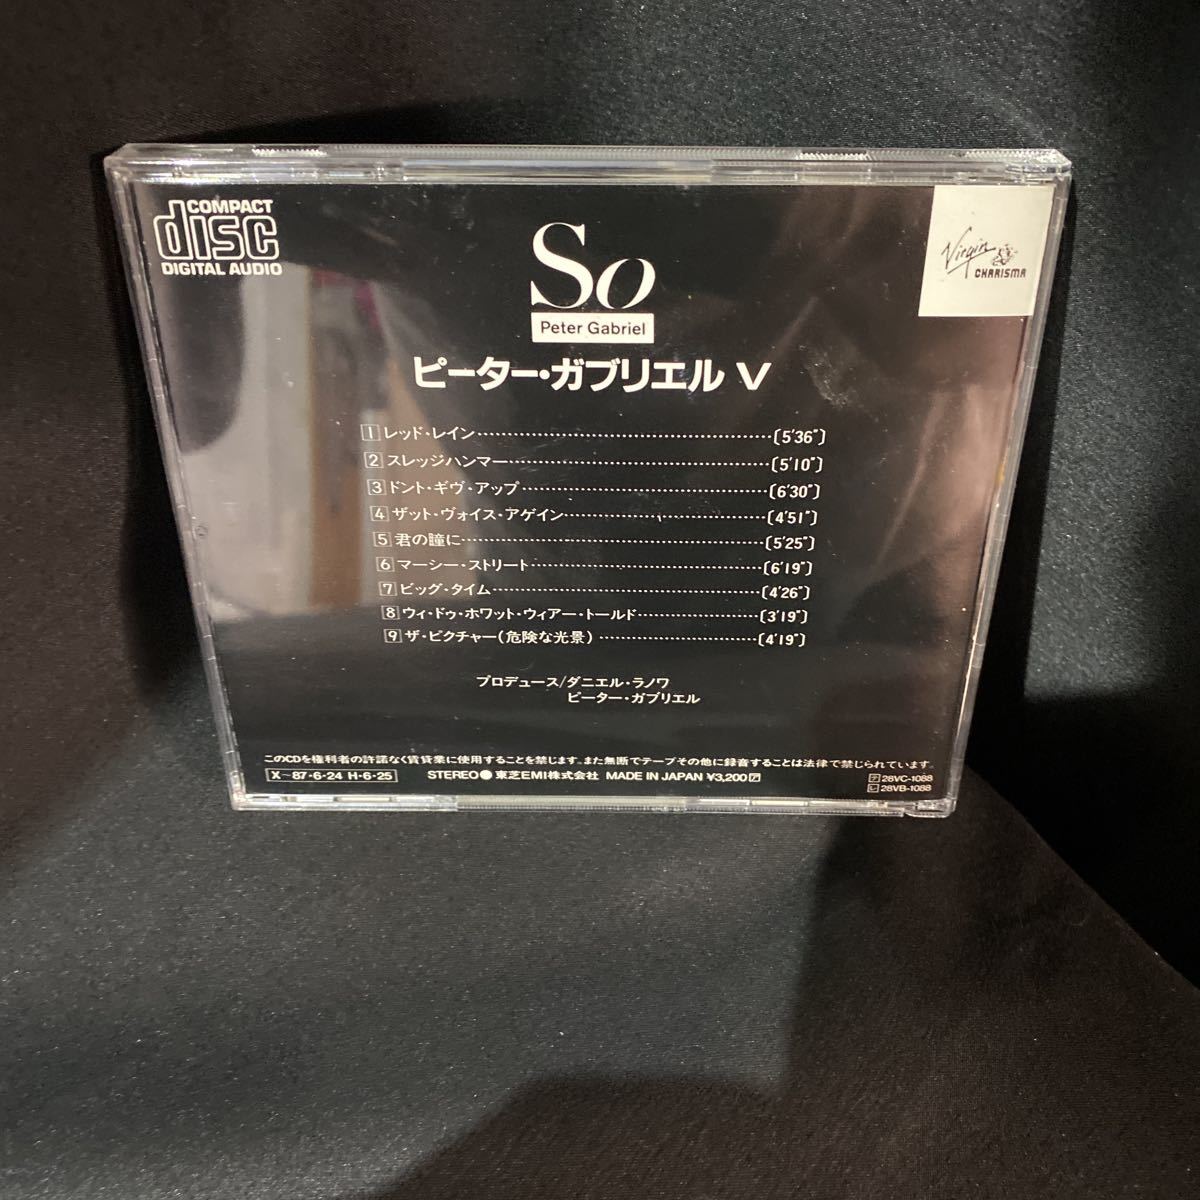 COMPACT
disc
DIGITAL AUDIO
So
Peter Gabriel
Virgin
CHARISMA
ピーター・ガブリエル V
1 レッド・レイン……〔5'36"〕
2 スレッジハンマー……〔5'10"〕
3 ドント・ギヴ・アップ……〔6'30"〕
4 ザット・ヴォイス・アゲイン……〔4'51"〕
5 君の瞳に……〔5'25"〕
6 マーシー・ストリート……〔6'19"〕
7 ビッグ・タイム……〔4'26"〕
8 ウィ・ドゥ・ホワット・ウィアー・トールド……〔3'19"〕
9 ザ・ピクチャー(危険な光景)……〔4'19"〕
プロデュース/ダニエル・ラノワ
ピーター・ガブリエル
このCDを権利者の許諾なく賃貸業に使用することを禁じます。また無断でテープその他に録音することは法律で禁じられています。
X〜87・6・24 H・6・25 STEREO 東芝EMI株式会社 MADE IN JAPAN ¥3,200 ア テ 28VC-1088
レ 28VB-1088